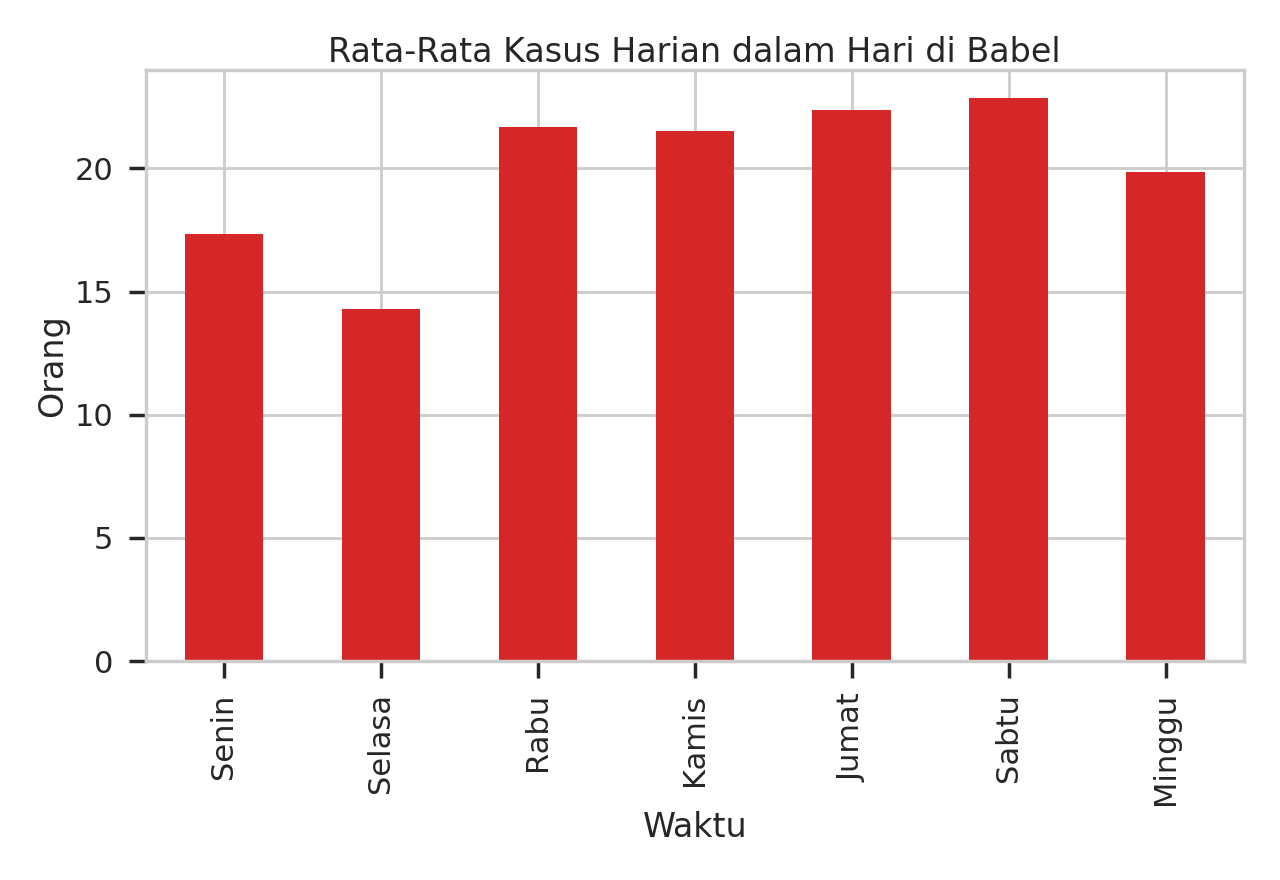 Rata-Rata Kasus Harian dalam Hari di Babel
20
15
10
5
0
Orang
Senin
Selasa
Rabu
Kamis
Jumat
Sabtu
Minggu
Waktu